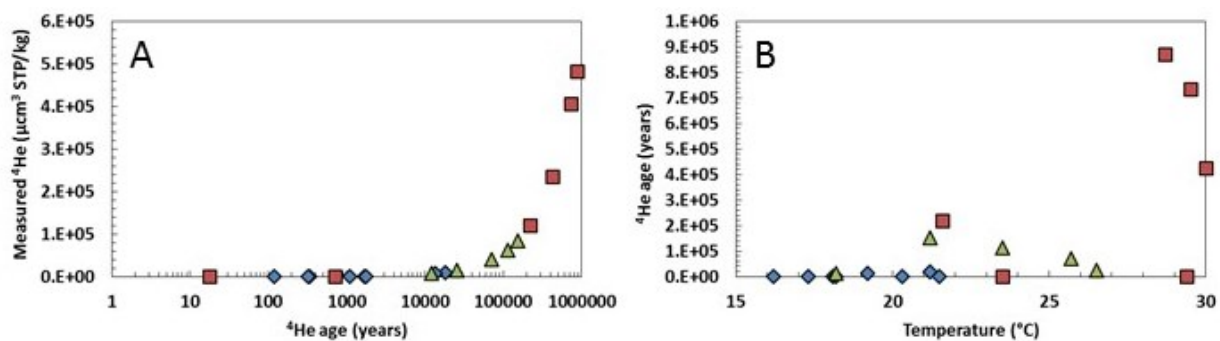 A
Measured ⁴He (µcm³ STP/kg)
6.E+05
5.E+05
4.E+05
3.E+05
2.E+05
1.E+05
0.E+00
1 10 100 1000 10000 100000 1000000
⁴He age (years)
B
⁴He age (years)
1.E+06
9.E+05
8.E+05
7.E+05
6.E+05
5.E+05
4.E+05
3.E+05
2.E+05
1.E+05
0.E+00
15 20 25 30
Temperature (°C)